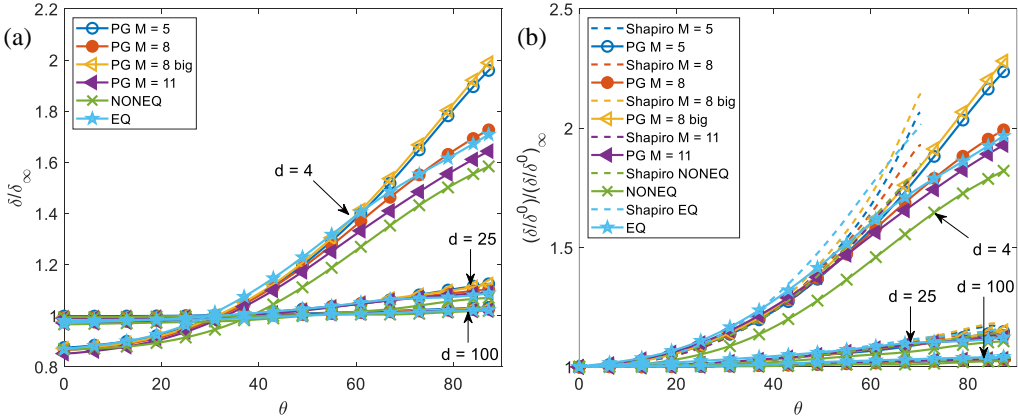 (a)
2.2
2
1.8
1.6
1.4
1.2
1
0.8
δ/δ∞
0
20
40
60
80
θ
PG M = 5
PG M = 8
PG M = 8 big
PG M = 11
NONEQ
EQ
d = 4
d = 25
d = 100
(b)
2.5
2
1.5
1
(δ/δ⁰)/(δ/δ⁰)∞
0
20
40
60
80
θ
Shapiro M = 5
PG M = 5
Shapiro M = 8
PG M = 8
Shapiro M = 8 big
PG M = 8 big
Shapiro M = 11
PG M = 11
Shapiro NONEQ
NONEQ
Shapiro EQ
EQ
d = 4
d = 25
d = 100